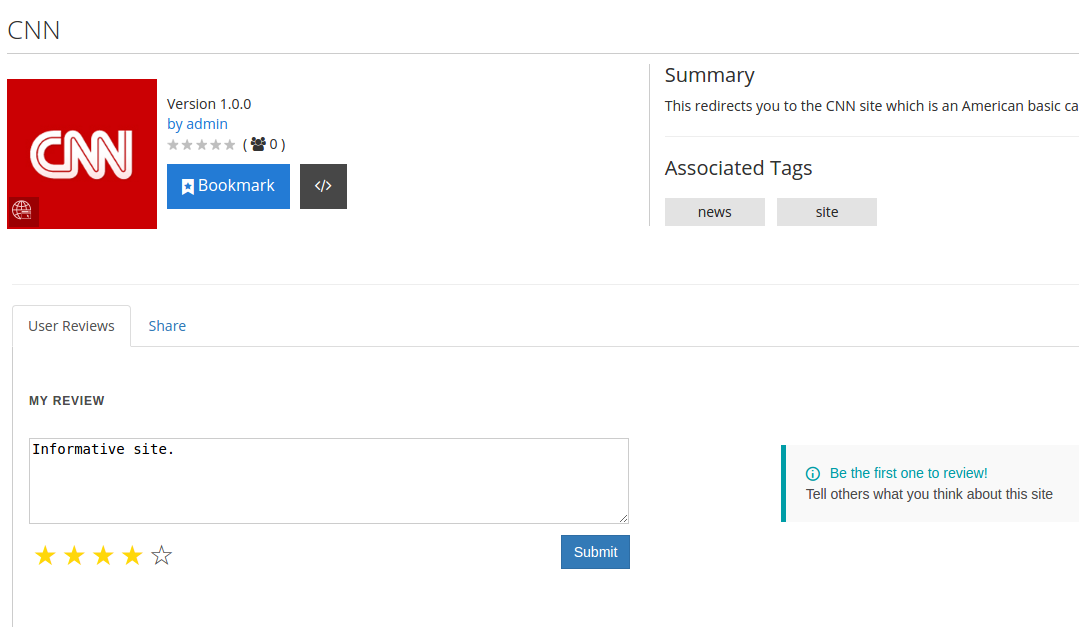 CNN
CNN
Version 1.0.0
by admin
( 0 )
Bookmark
</>
Summary
This redirects you to the CNN site which is an American basic ca
Associated Tags
news
site
User Reviews
Share
MY REVIEW
Informative site.
Submit
Be the first one to review!
Tell others what you think about this site